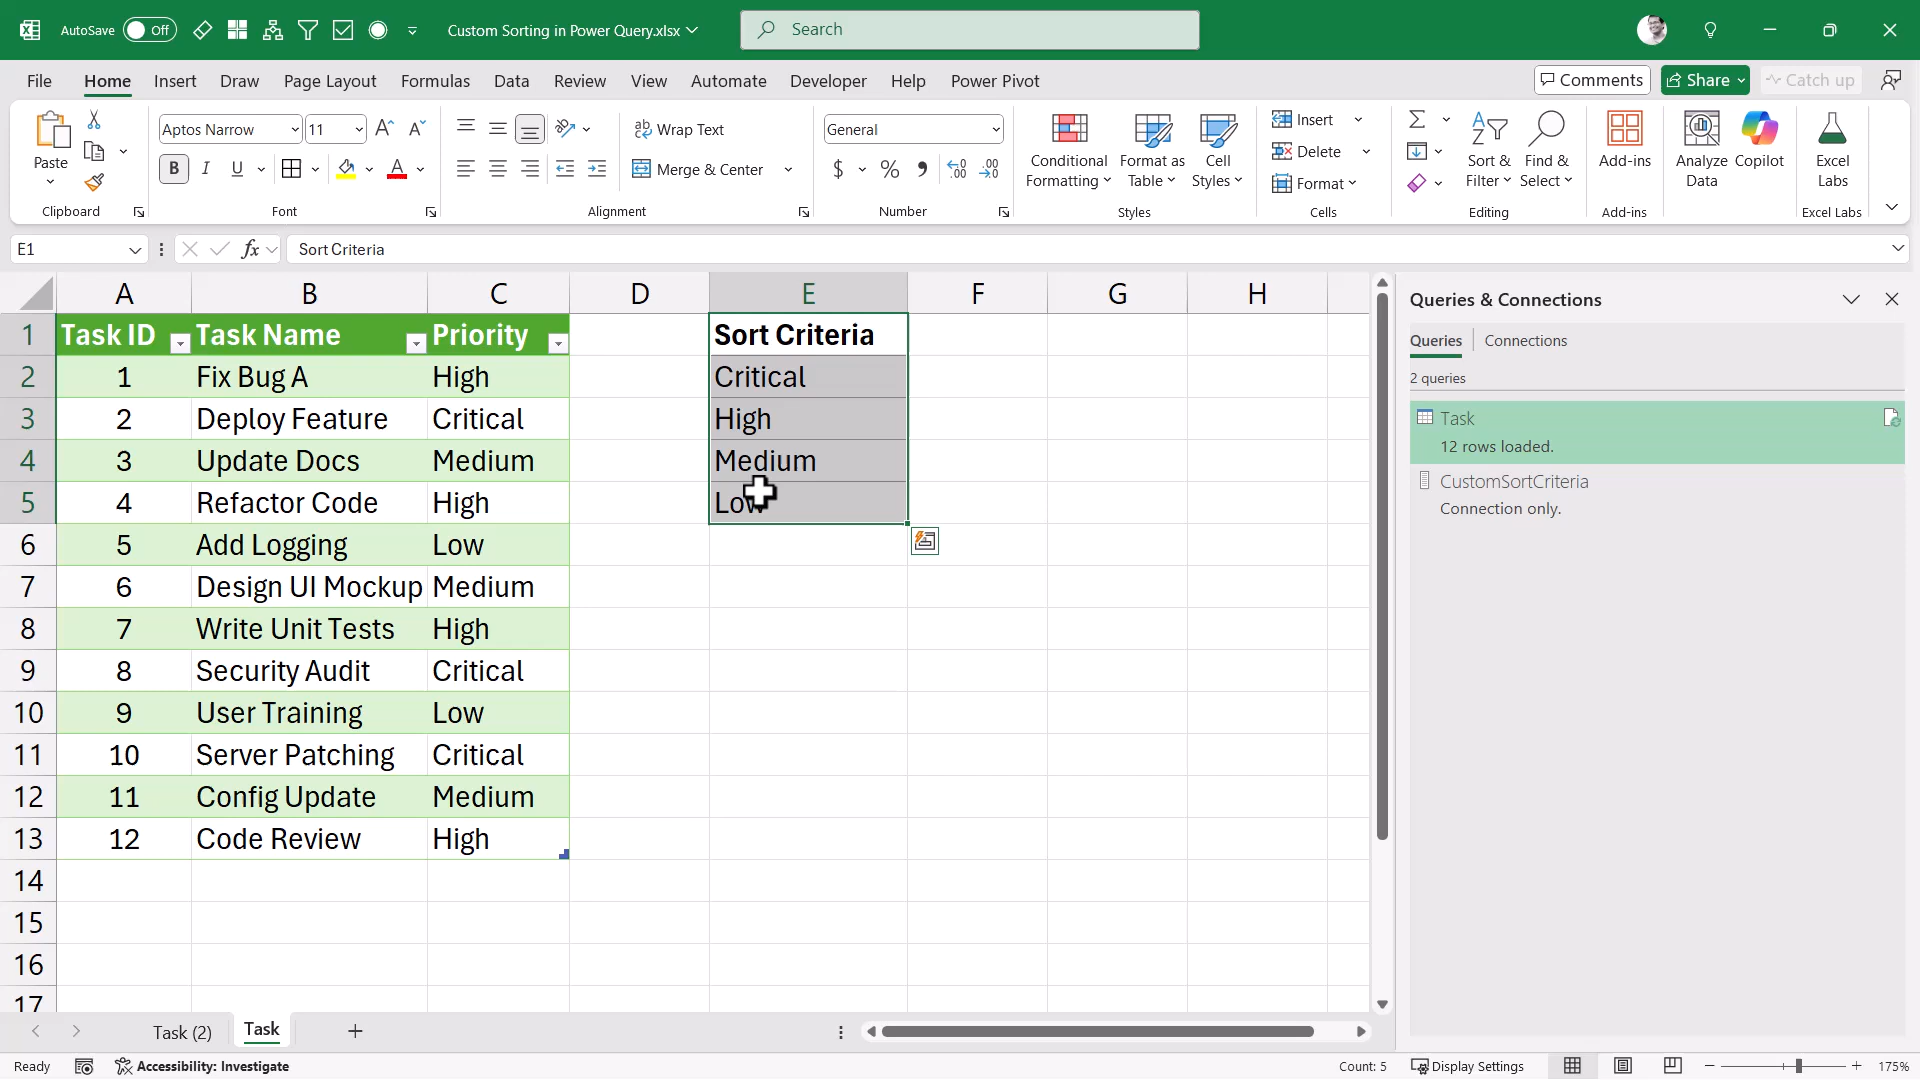 AutoSave Off Custom Sorting in Power Query.xlsx Search
File Home Insert Draw Page Layout Formulas Data Review View Automate Developer Help Power Pivot Comments Share Catch up
Aptos Narrow 11 Wrap Text General Insert
Paste B I U Merge & Center $ % Conditional Formatting Format as Table Cell Styles Delete Format Sort & Filter Find & Select Add-ins Analyze Data Copilot Excel Labs
Clipboard Font Alignment Number Styles Cells Editing Add-ins Excel Labs
E1 fx Sort Criteria
A B C D E F G H
1 Task ID Task Name Priority Sort Criteria
2 1 Fix Bug A High Critical
3 2 Deploy Feature Critical High
4 3 Update Docs Medium Medium
5 4 Refactor Code High Low
6 5 Add Logging Low
7 6 Design UI Mockup Medium
8 7 Write Unit Tests High
9 8 Security Audit Critical
10 9 User Training Low
11 10 Server Patching Critical
12 11 Config Update Medium
13 12 Code Review High
14
15
16
17
Queries & Connections
Queries Connections
2 queries
Task
12 rows loaded.
CustomSortCriteria
Connection only.
Task (2) Task
Ready Accessibility: Investigate Count: 5 Display Settings 175%